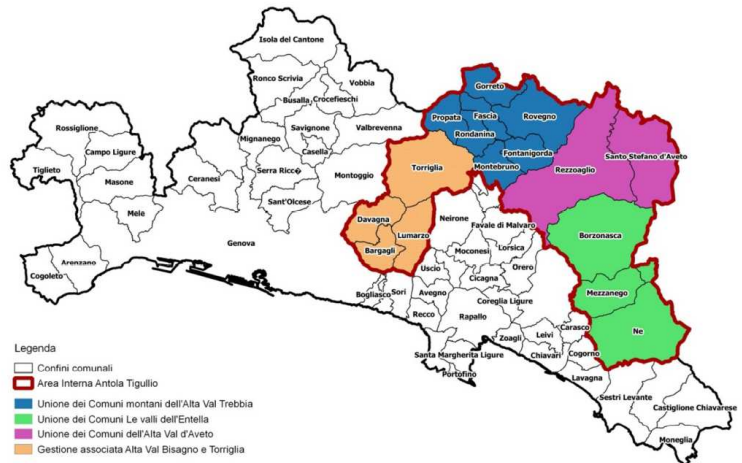 Isola del Cantone
Ronco Scrivia
Vobbia
Gorreto
Busalla
Crocefieschi
Propata
Fascia
Rovegno
Rossiglione
Mignanego
Savignone
Valbrevenna
Rondanina
Campo Ligure
Casella
Fontanigorda
Santo Stefano d'Aveto
Tiglieto
Masone
Ceranesi
Serra Ricc�
Montoggio
Torriglia
Montebruno
Rezzoaglio
Mele
Sant'Olcese
Davagna
Neirone
Favale di Malvaro
Borzonasca
Genova
Lumarzo
Moconesi
Lorsica
Bargagli
Arenzano
Uscio
Cicagna
Orero
Cogoleto
Bogliasco
Sori
Avegno
Coreglia Ligure
Mezzanego
Recco
Rapallo
Carasco
Ne
Zoagli
Leivi
Santa Margherita Ligure
Chiavari
Cogorno
Portofino
Lavagna
Sestri Levante
Castiglione Chiavarese
Moneglia
Legenda
Confini comunali
Area Interna Antola Tigullio
Unione dei Comuni montani dell'Alta Val Trebbia
Unione dei Comuni Le valli dell'Entella
Unione dei Comuni dell'Alta Val d'Aveto
Gestione associata Alta Val Bisagno e Torriglia